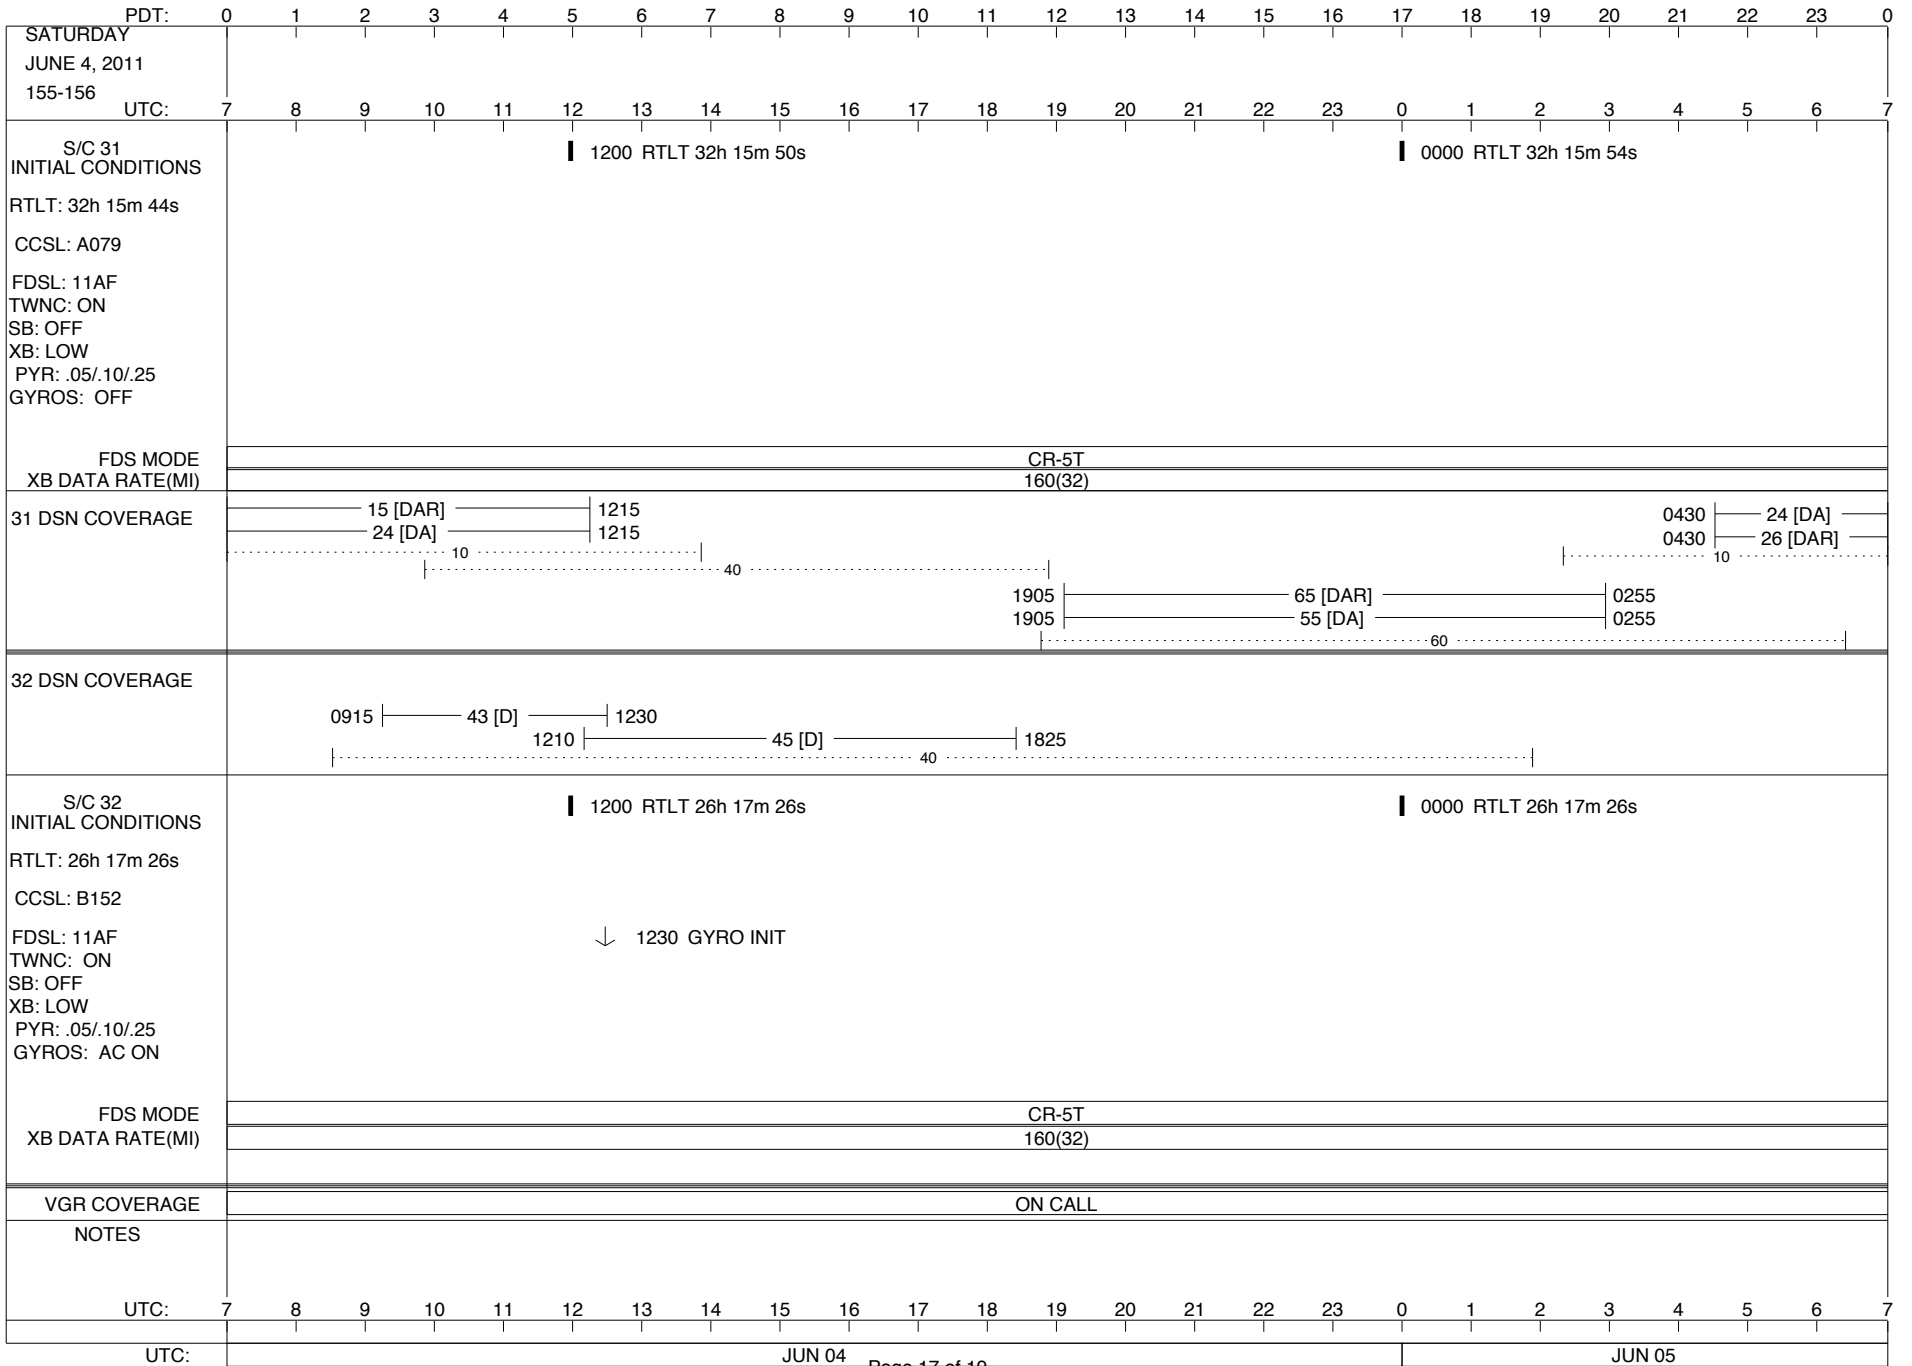 PDT: 0 1 2 3 4 5 6 7 8 9 10 11 12 13 14 15 16 17 18 19 20 21 22 23 0
SATURDAY
JUNE 4, 2011
155-156
UTC: 7 8 9 10 11 12 13 14 15 16 17 18 19 20 21 22 23 0 1 2 3 4 5 6 7
S/C 31
INITIAL CONDITIONS
1200 RTLT 32h 15m 50s
0000 RTLT 32h 15m 54s
RTLT: 32h 15m 44s
CCSL: A079
FDSL: 11AF
TWNC: ON
SB: OFF
XB: LOW
PYR: .05/.10/.25
GYROS: OFF
FDS MODE CR-5T
XB DATA RATE(MI) 160(32)
31 DSN COVERAGE
15 [DAR] 1215
24 [DA] 1215
10
40
0430 24 [DA]
0430 26 [DAR]
10
1905 65 [DAR] 0255
1905 55 [DA] 0255
60
32 DSN COVERAGE
0915 43 [D] 1230
1210 45 [D] 1825
40
S/C 32
INITIAL CONDITIONS
1200 RTLT 26h 17m 26s
0000 RTLT 26h 17m 26s
RTLT: 26h 17m 26s
CCSL: B152
FDSL: 11AF
1230 GYRO INIT
TWNC: ON
SB: OFF
XB: LOW
PYR: .05/.10/.25
GYROS: AC ON
FDS MODE CR-5T
XB DATA RATE(MI) 160(32)
VGR COVERAGE ON CALL
NOTES
UTC: 7 8 9 10 11 12 13 14 15 16 17 18 19 20 21 22 23 0 1 2 3 4 5 6 7
UTC: JUN 04 Page 17 of 19 JUN 05